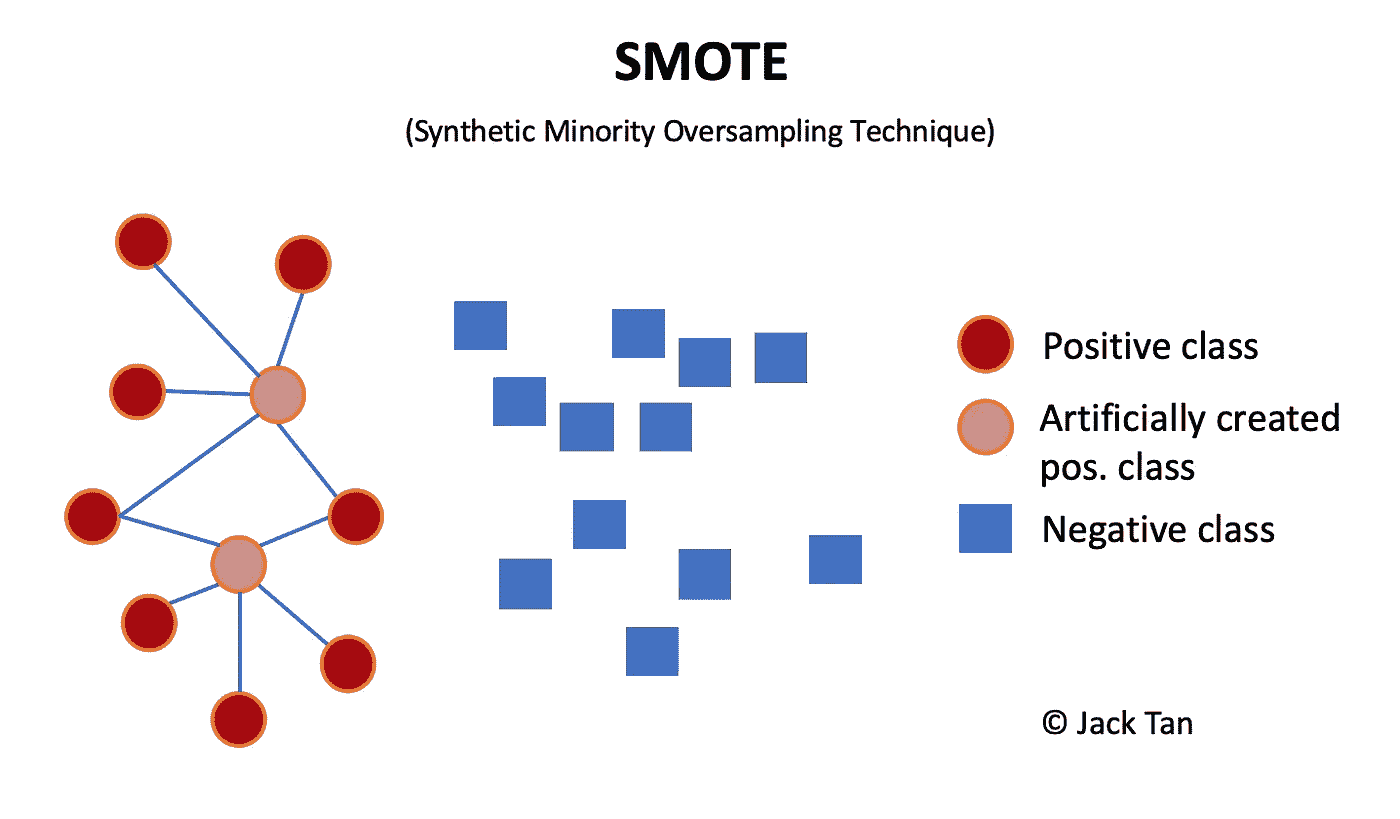 SMOTE
(Synthetic Minority Oversampling Technique)
Positive class
Artificially created
pos. class
Negative class
© Jack Tan